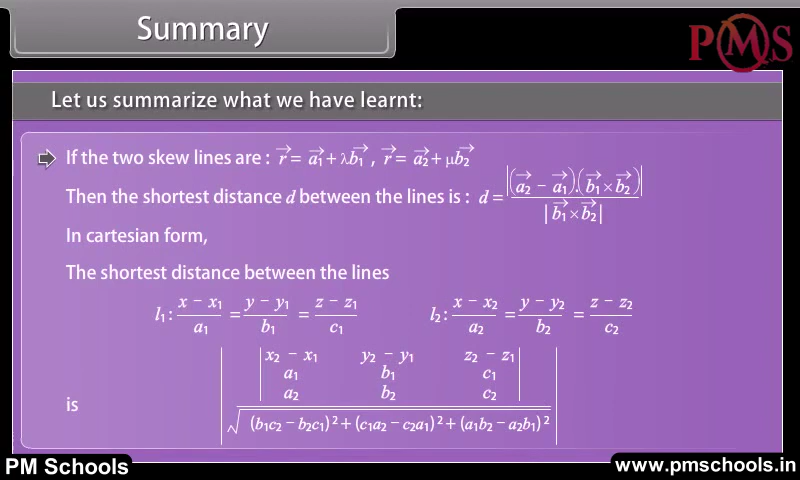 Summary
PMS
Let us summarize what we have learnt:
If the two skew lines are : r⃗ = a⃗₁ + λb⃗₁ , r⃗ = a⃗₂ + μb⃗₂
Then the shortest distance d between the lines is : d = |(a⃗₂ − a⃗₁).(b⃗₁ × b⃗₂)| / |b⃗₁ × b⃗₂|
In cartesian form,
The shortest distance between the lines
l₁ : (x − x₁)/a₁ = (y − y₁)/b₁ = (z − z₁)/c₁ l₂ : (x − x₂)/a₂ = (y − y₂)/b₂ = (z − z₂)/c₂
x₂ − x₁ y₂ − y₁ z₂ − z₁
a₁ b₁ c₁
a₂ b₂ c₂
is
√(b₁c₂ − b₂c₁)² + (c₁a₂ − c₂a₁)² + (a₁b₂ − a₂b₁)²
PM Schools
www.pmschools.in